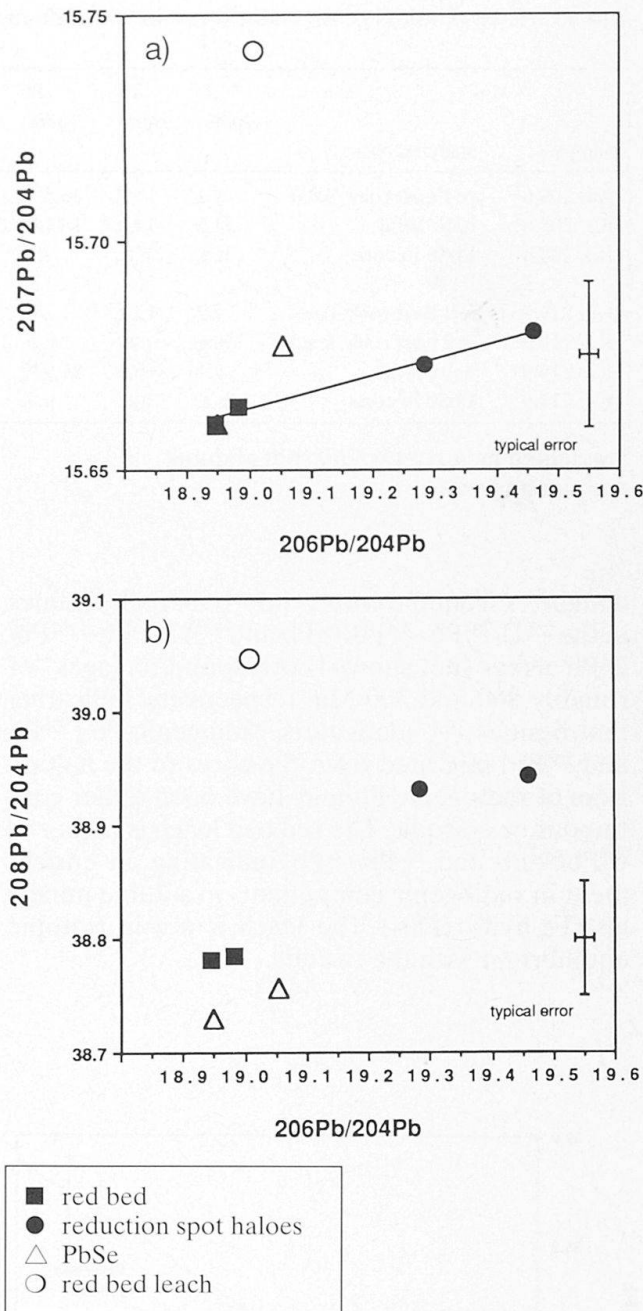 a)
15.75
15.70
15.65
207Pb/204Pb
typical error
18.9 19.0 19.1 19.2 19.3 19.4 19.5 19.6
206Pb/204Pb
b)
39.1
39.0
38.9
38.8
38.7
208Pb/204Pb
typical error
18.9 19.0 19.1 19.2 19.3 19.4 19.5 19.6
206Pb/204Pb
red bed
reduction spot haloes
PbSe
red bed leach